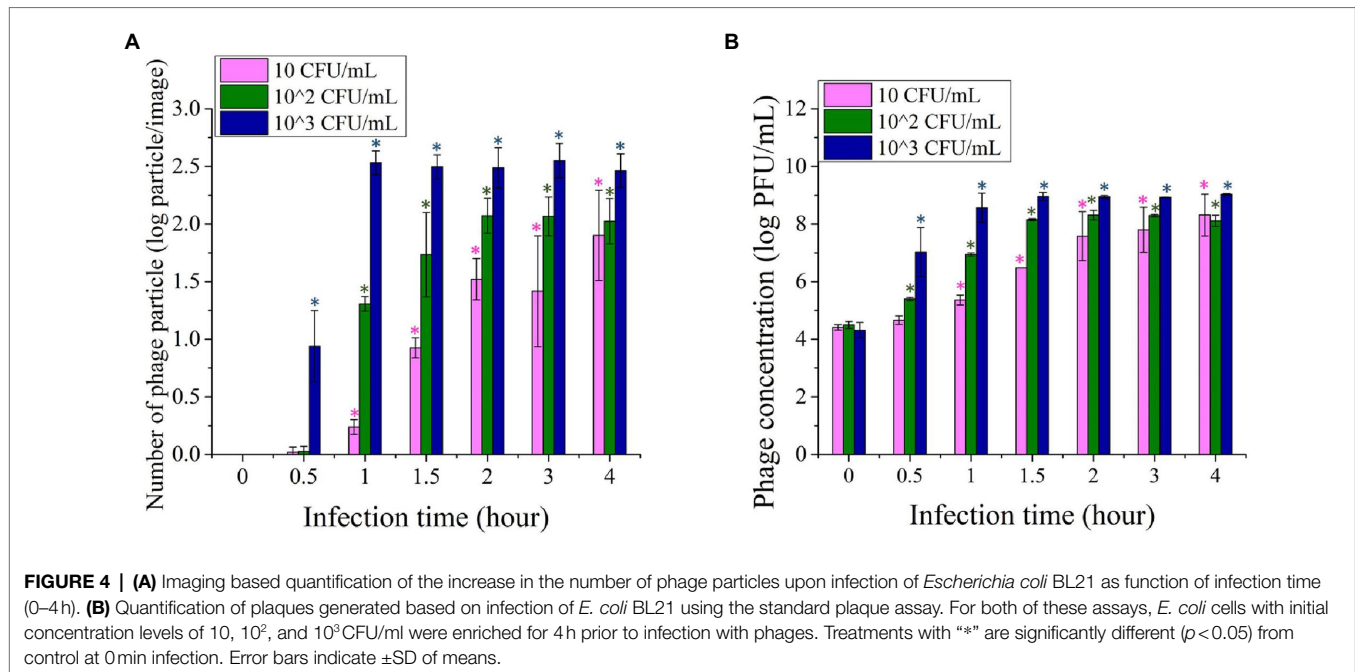 A
10 CFU/mL
10^2 CFU/mL
10^3 CFU/mL
Number of phage particle (log particle/image)
3.0
2.5
2.0
1.5
1.0
0.5
0.0
* * * * * * * * * * * * * * * *
0 0.5 1 1.5 2 3 4
Infection time (hour)
B
10 CFU/mL
10^2 CFU/mL
10^3 CFU/mL
Phage concentration (log PFU/mL)
12
10
8
6
4
2
0
* * * * * * * * * * * * * * * * *
0 0.5 1 1.5 2 3 4
Infection time (hour)
FIGURE 4 | (A) Imaging based quantification of the increase in the number of phage particles upon infection of Escherichia coli BL21 as function of infection time
(0–4 h). (B) Quantification of plaques generated based on infection of E. coli BL21 using the standard plaque assay. For both of these assays, E. coli cells with initial
concentration levels of 10, 10², and 10³ CFU/ml were enriched for 4 h prior to infection with phages. Treatments with “*” are significantly different (p < 0.05) from
control at 0 min infection. Error bars indicate ±SD of means.